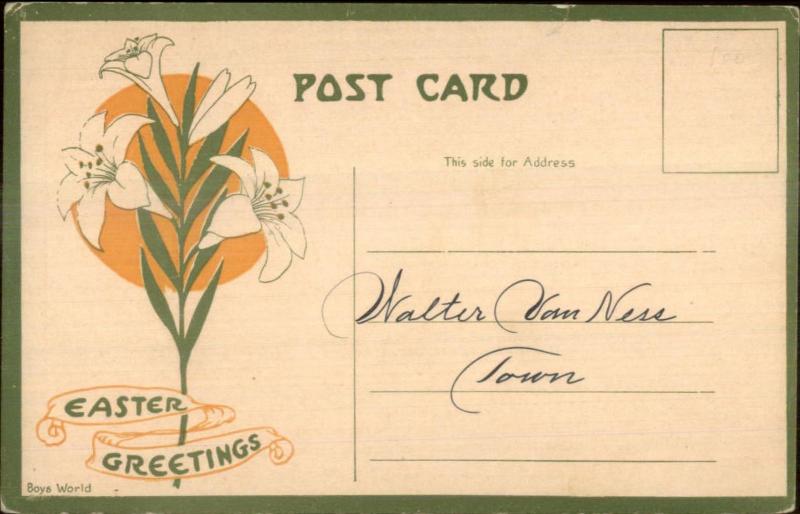 POST CARD
This side for Address
Walter Van Ness
Town
EASTER
GREETINGS
Boys World